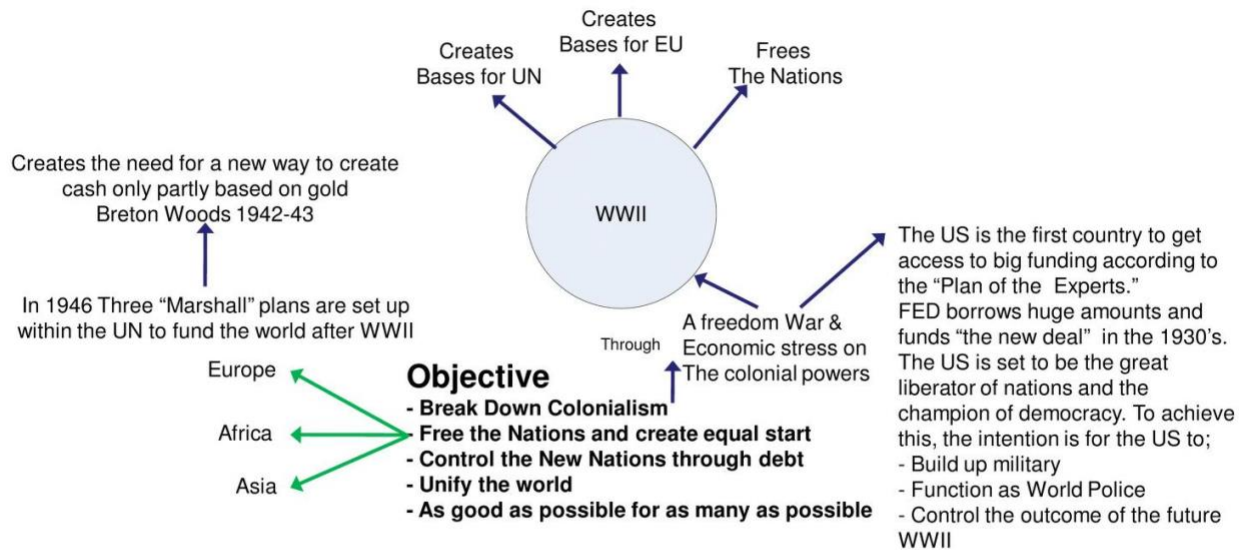 Creates
Bases for EU
Creates
Bases for UN
Frees
The Nations
WWII
Creates the need for a new way to create
cash only partly based on gold
Breton Woods 1942-43
In 1946 Three “Marshall” plans are set up
within the UN to fund the world after WWII
Europe
Africa
Asia
Through
A freedom War &
Economic stress on
The colonial powers
Objective
- Break Down Colonialism
- Free the Nations and create equal start
- Control the New Nations through debt
- Unify the world
- As good as possible for as many as possible
The US is the first country to get
access to big funding according to
the “Plan of the Experts.”
FED borrows huge amounts and
funds “the new deal” in the 1930’s.
The US is set to be the great
liberator of nations and the
champion of democracy. To achieve
this, the intention is for the US to;
- Build up military
- Function as World Police
- Control the outcome of the future
WWII